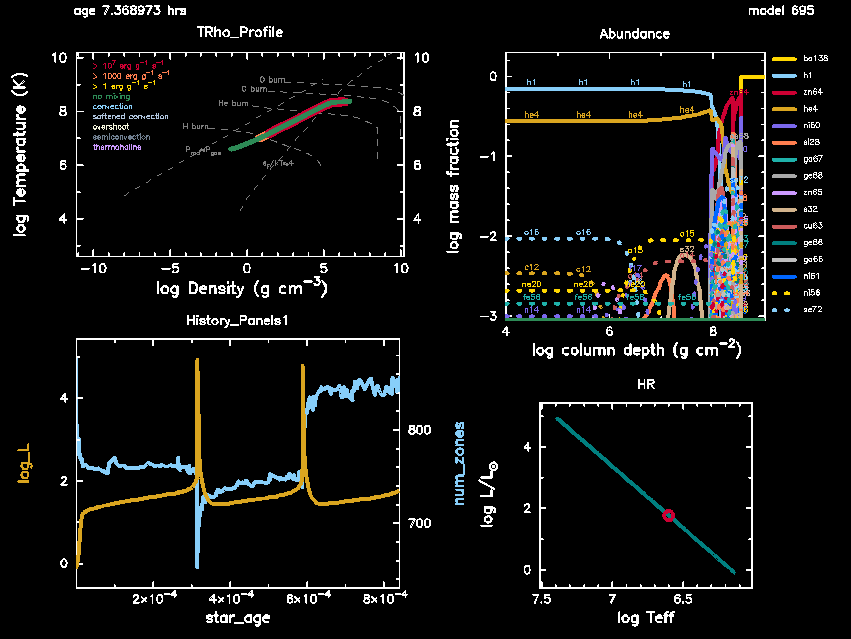 age 7.368973 hrs
model 695
TRho_Profile
> 10⁷ erg g⁻¹ s⁻¹
> 1000 erg g⁻¹ s⁻¹
> 1 erg g⁻¹ s⁻¹
no mixing
convection
softened convection
overshoot
semiconvection
thermohaline
O burn
C burn
He burn
H burn
log Temperature (K)
10
8
6
4
10
8
6
4
−10
−5
0
5
10
log Density (g cm⁻³)
Abundance
log mass fraction
0
−1
−2
−3
h1
h1
h1
h1
he4
he4
he4
he4
o16
o16
o15
c12
c12
ne20
ne20
fe56
fe56
fe56
fe56
n14
n14
s32
4
6
8
log column depth (g cm⁻²)
ba138
h1
zn64
he4
ni60
si28
ga67
ge68
zn65
s32
cu63
ge66
ge66
ni61
ni56
se72
History_Panels1
log_L
4
2
0
800
700
num_zones
2×10⁻⁴
4×10⁻⁴
6×10⁻⁴
8×10⁻⁴
star_age
HR
log L/L⊙
4
2
0
7.5
7
6.5
log Teff